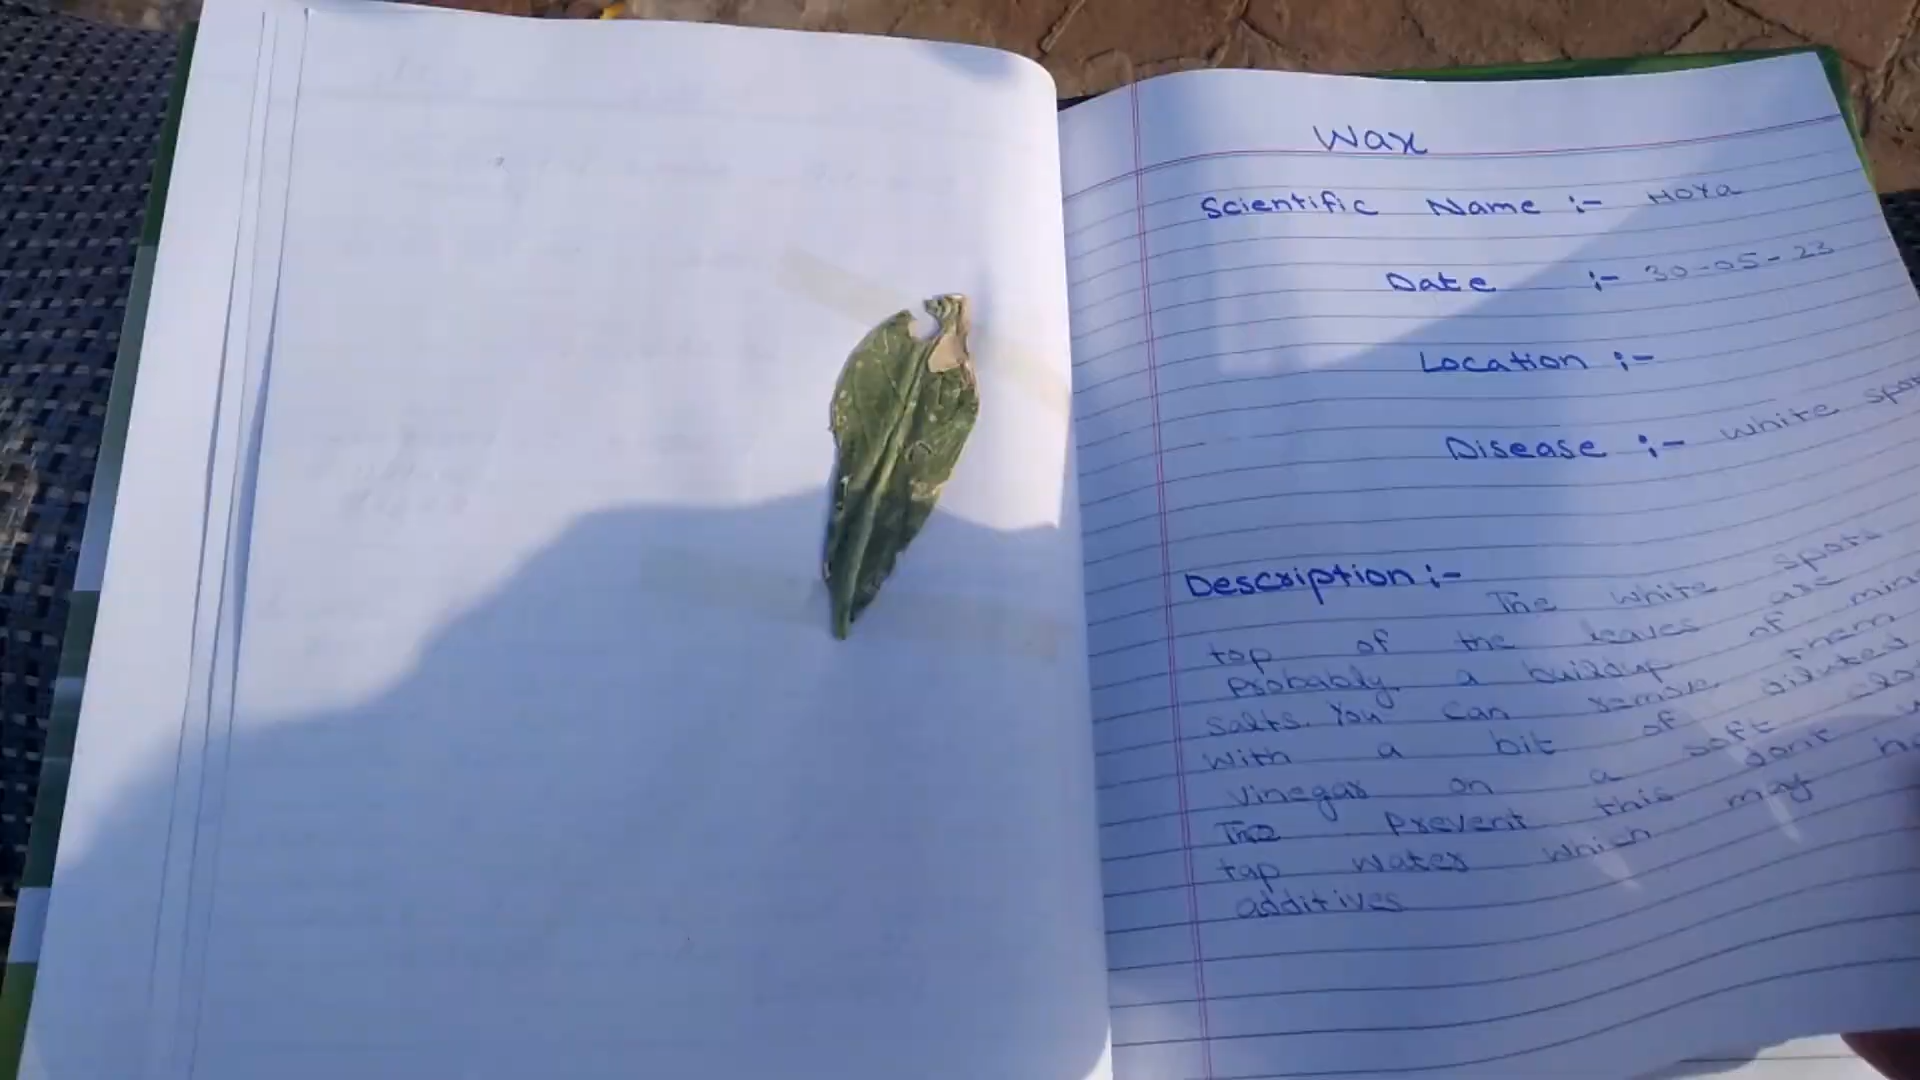 Wax
Scientific Name :- HOYA
Date :- 30-05-23
Location :-
Disease :- White
Description :-
The white spots
top of the leaves are
probably a buildup of
salts. You can remove them
with a bit of diluted
vinegar on a soft
The prevent this dont
tap water which may
additives